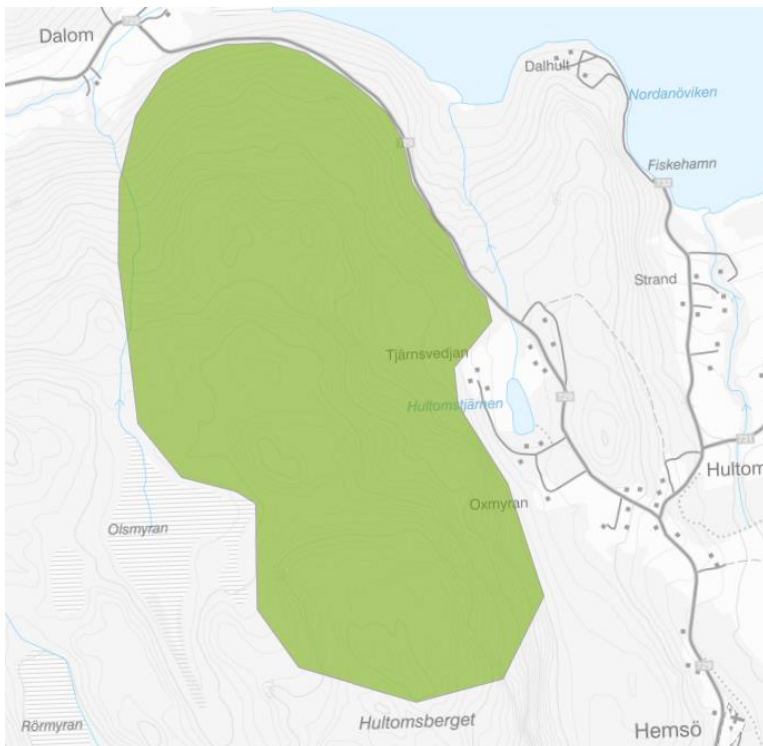 Dalom
Dalhult
Nordanöviken
Fiskehamn
Strand
Tjärnsvedjan
Hultomstjärnen
Hultom
Oxmyran
Olsmyran
Rörmyran
Hultomsberget
Hemsö